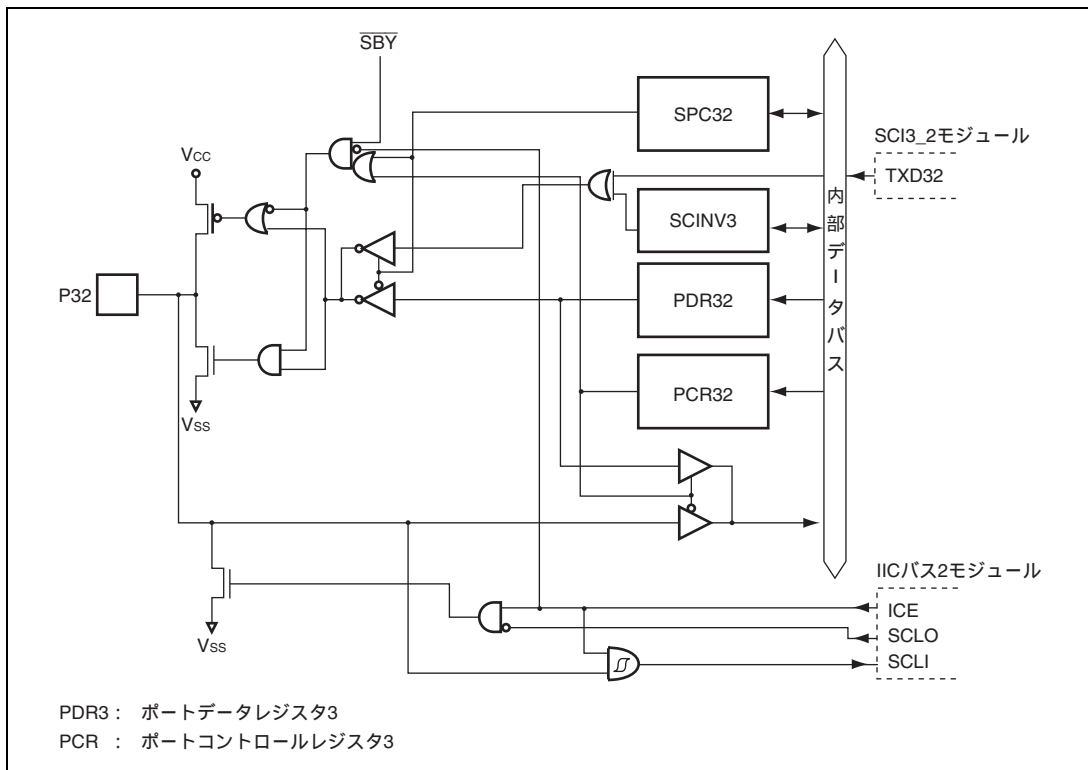 SBY
SPC32
SCI3_2モジュール
TXD32
VCC
SCINV3
内部データバス
P32
PDR32
PCR32
VSS
IICバス2モジュール
ICE
SCLO
SCLI
VSS
PDR3 : ポートデータレジスタ3
PCR : ポートコントロールレジスタ3